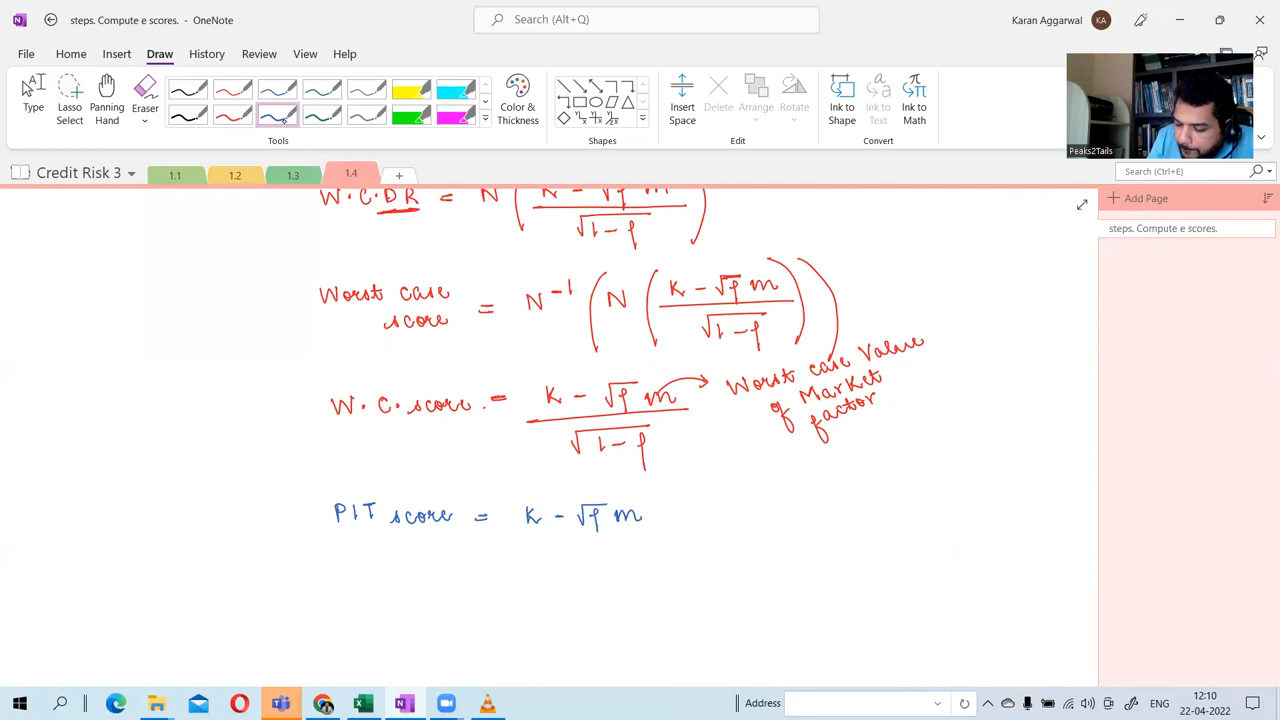 steps. Compute e scores. - OneNote
Search (Alt+Q)
Karan Aggarwal
KA
File Home Insert Draw History Review View Help
Type
Lasso Select
Panning Hand
Eraser
Color & Thickness
Insert Space
Delete
Arrange
Rotate
Ink to Shape
Ink to Text
Ink to Math
Tools
Shapes
Edit
Convert
Peaks2Tails
Credit Risk 3
1.1
1.2
1.3
1.4
Search (Ctrl+E)
Add Page
steps. Compute e scores.
W.C.DR = N ( K - √ρ m / √1-ρ )
Worst case score = N⁻¹ ( N ( K - √ρ m / √1-ρ ) )
W.C.score. = K - √ρ m / √1-ρ
Worst case Value
of Market
factor
PIT score = K - √ρ m
Address
ENG
12:10
22-04-2022